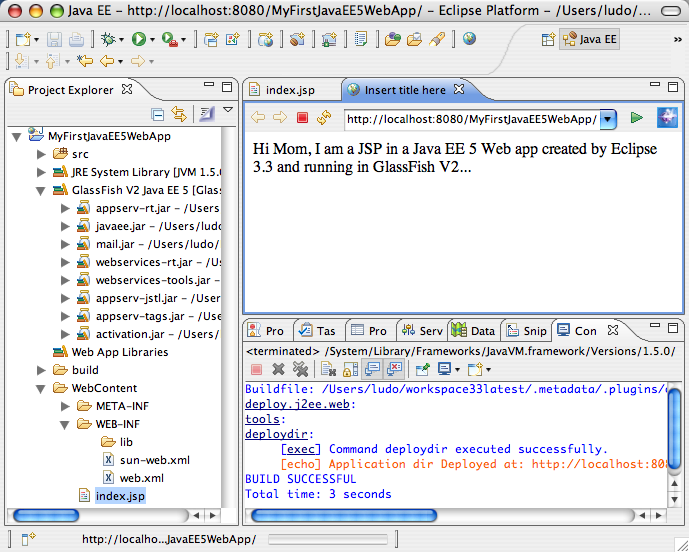 Java EE – http://localhost:8080/MyFirstJavaEE5WebApp/ – Eclipse Platform – /Users/ludo/...
Java EE
»
Project Explorer
MyFirstJavaEE5WebApp
src
JRE System Library [JVM 1.5.0
GlassFish V2 Java EE 5 [Glas
appserv-rt.jar – /Users
javaee.jar – /Users/ludo
mail.jar – /Users/ludo/
webservices-rt.jar – /Us
webservices-tools.jar –
appserv-jstl.jar – /User
appserv-tags.jar – /User
activation.jar – /Users/
Web App Libraries
build
WebContent
META-INF
WEB-INF
lib
sun-web.xml
web.xml
index.jsp
index.jsp
Insert title here
http://localhost:8080/MyFirstJavaEE5WebApp/
Hi Mom, I am a JSP in a Java EE 5 Web app created by Eclipse
3.3 and running in GlassFish V2...
Pro Tas Pro Serv Data Snip Con
<terminated> /System/Library/Frameworks/JavaVM.framework/Versions/1.5.0/
Buildfile: /Users/ludo/workspace33latest/.metadata/.plugins/
deploy.j2ee.web:
tools:
deploydir:
[exec] Command deploydir executed successfully.
[echo] Application dir Deployed at: http://localhost:808
BUILD SUCCESSFUL
Total time: 3 seconds
http://localho...JavaEE5WebApp/